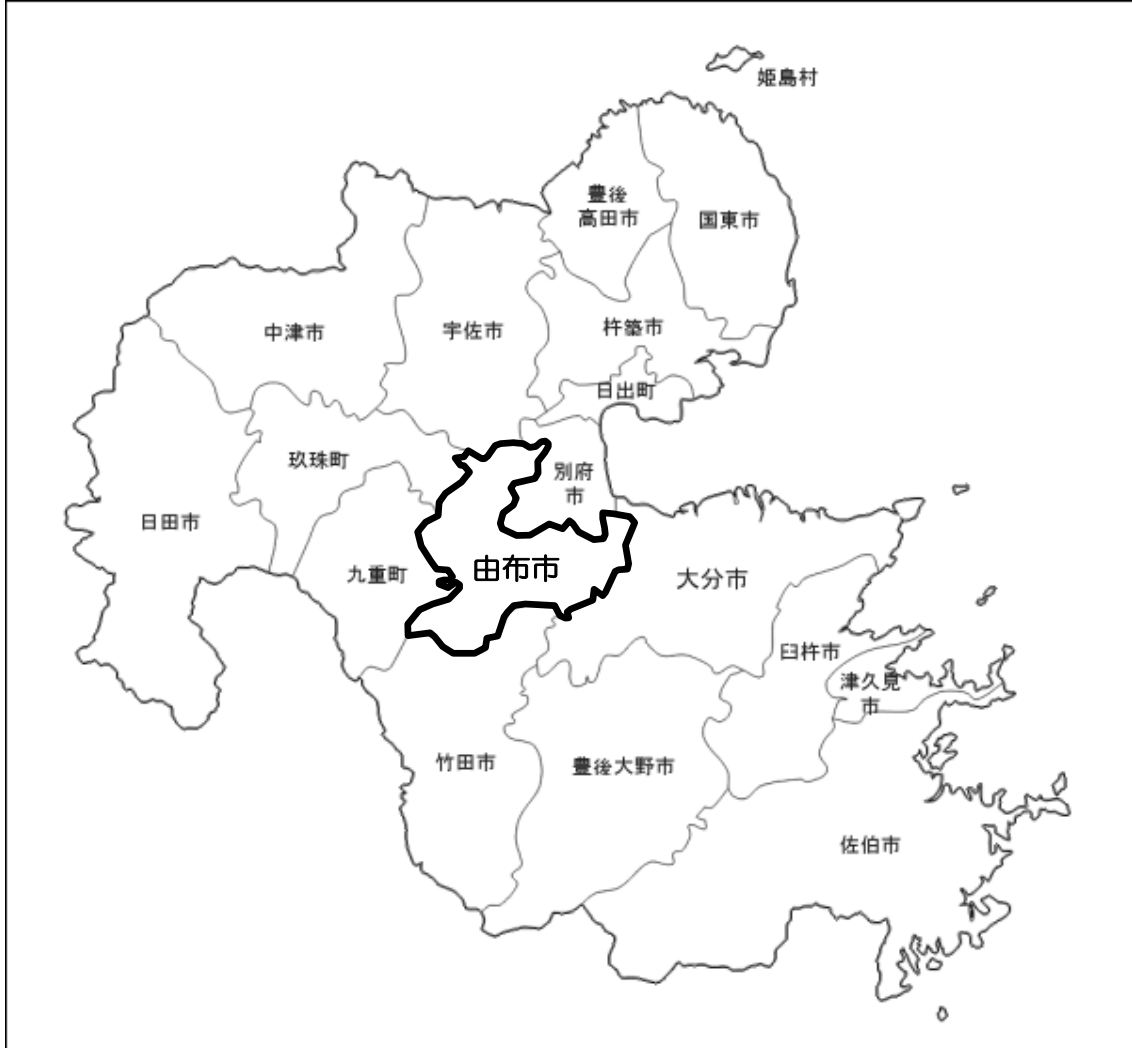 姫島村
豊後
高田市
国東市
中津市
宇佐市
杵築市
日出町
玖珠町
別府
市
日田市
九重町
由布市
大分市
臼杵市
津久見
市
竹田市
豊後大野市
佐伯市